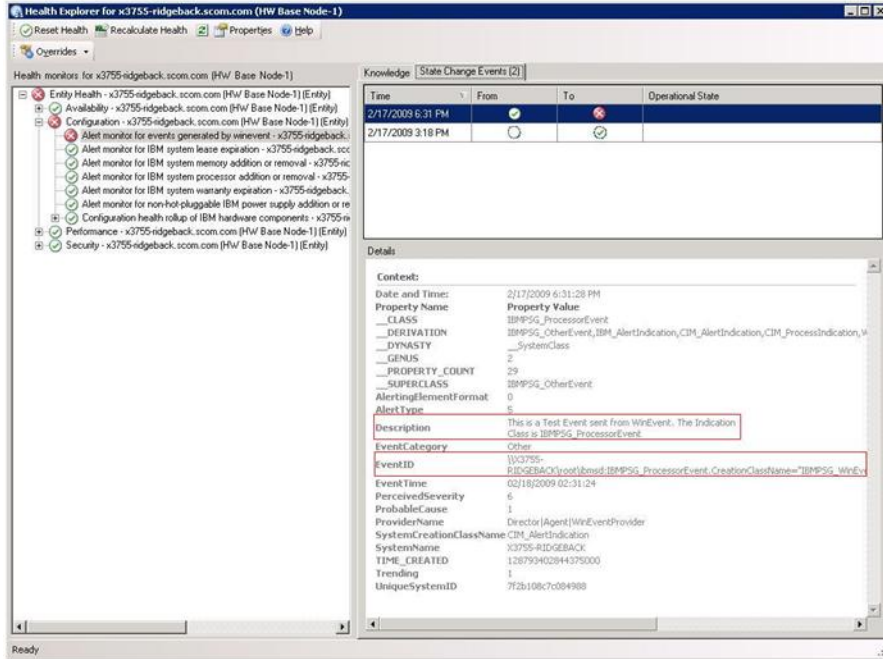 Health Explorer for x3755-ridgeback.scom.com (HW Base Node-1)
Reset Health Recalculate Health Properties Help
Overrides
Health monitors for x3755-ridgeback.scom.com (HW Base Node-1)
Entity Health - x3755-ridgeback.scom.com (HW Base Node-1) (Entity)
Availability - x3755-ridgeback.scom.com (HW Base Node-1) (Entity)
Configuration - x3755-ridgeback.scom.com (HW Base Node-1) (Entity)
Alert monitor for events generated by winevent - x3755-ridgeback.
Alert monitor for IBM system lease expiration - x3755-ridgeback.scc
Alert monitor for IBM system memory addition or removal - x3755-ric
Alert monitor for IBM system processor addition or removal - x3755-
Alert monitor for IBM system warranty expiration - x3755-ridgeback.
Alert monitor for non-hot-pluggable IBM power supply addition or re
Configuration health rollup of IBM hardware components - x3755-ri
Performance - x3755-ridgeback.scom.com (HW Base Node-1) (Entity)
Security - x3755-ridgeback.scom.com (HW Base Node-1) (Entity)
Knowledge State Change Events (2)
Time From To Operational State
2/17/2009 6:31 PM
2/17/2009 3:18 PM
Details
Context:
Date and Time: 2/17/2009 6:31:28 PM
Property Name Property Value
__CLASS IBMPSG_ProcessorEvent
__DERIVATION IBMPSG_OtherEvent,IBM_AlertIndication,CIM_AlertIndication,CIM_ProcessIndication,
__DYNASTY __SystemClass
__GENUS 2
__PROPERTY_COUNT 29
__SUPERCLASS IBMPSG_OtherEvent
AlertingElementFormat 0
AlertType 5
Description This is a Test Event sent from WinEvent. The Indication
Class is IBMPSG_ProcessorEvent
EventCategory Other
EventID \\X3755-
RIDGEBACK\root\ibmsd:IBMPSG_ProcessorEvent.CreationClassName="IBMPSG_WinEve
EventTime 02/18/2009 02:31:24
PerceivedSeverity 6
ProbableCause 1
ProviderName Director|Agent|WinEventProvider
SystemCreationClassName CIM_AlertIndication
SystemName X3755-RIDGEBACK
TIME_CREATED 128793402844375000
Trending 1
UniqueSystemID 7f2b108c7c084988
Ready